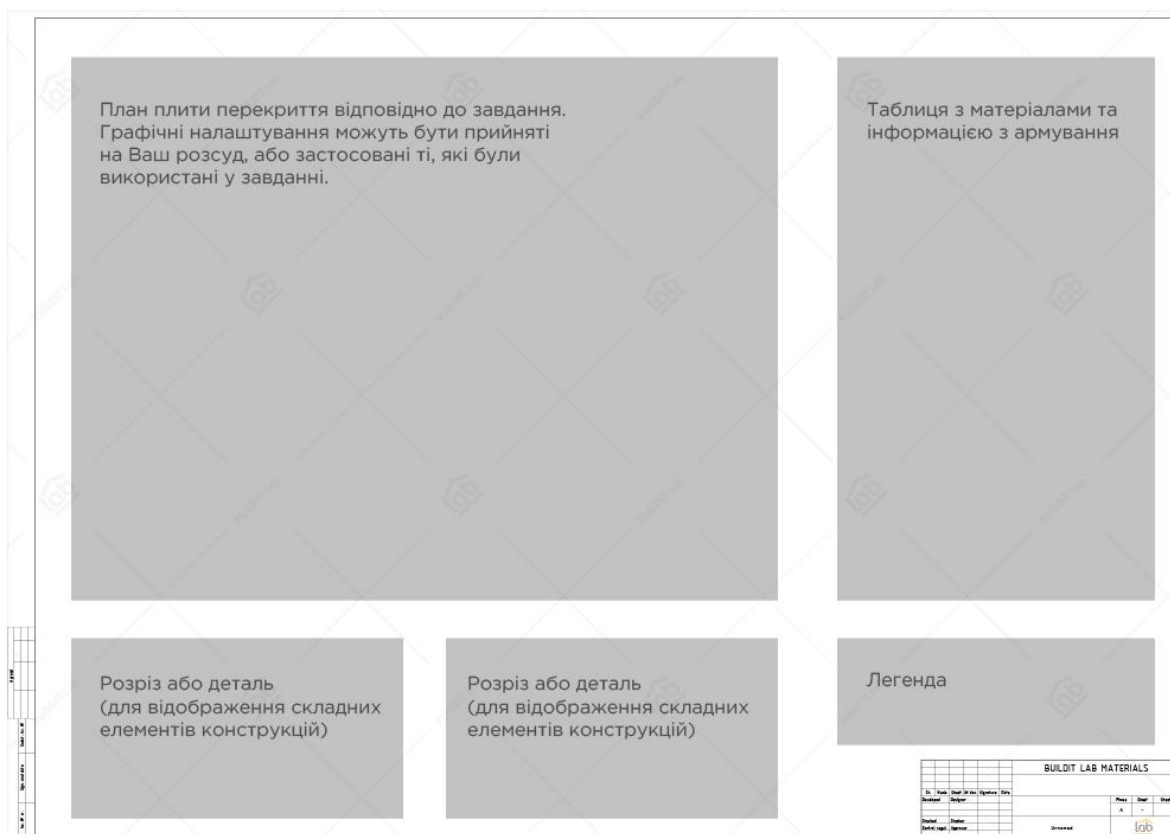 План плити перекриття відповідно до завдання.
Графічні налаштування можуть бути прийняті
на Ваш розсуд, або застосовані ті, які були
використані у завданні.
Таблиця з матеріалами та
інформацією з армування
Розріз або деталь
(для відображення складних
елементів конструкцій)
Розріз або деталь
(для відображення складних
елементів конструкцій)
Легенда
BUILDIT LAB MATERIALS
Unnamed
lab